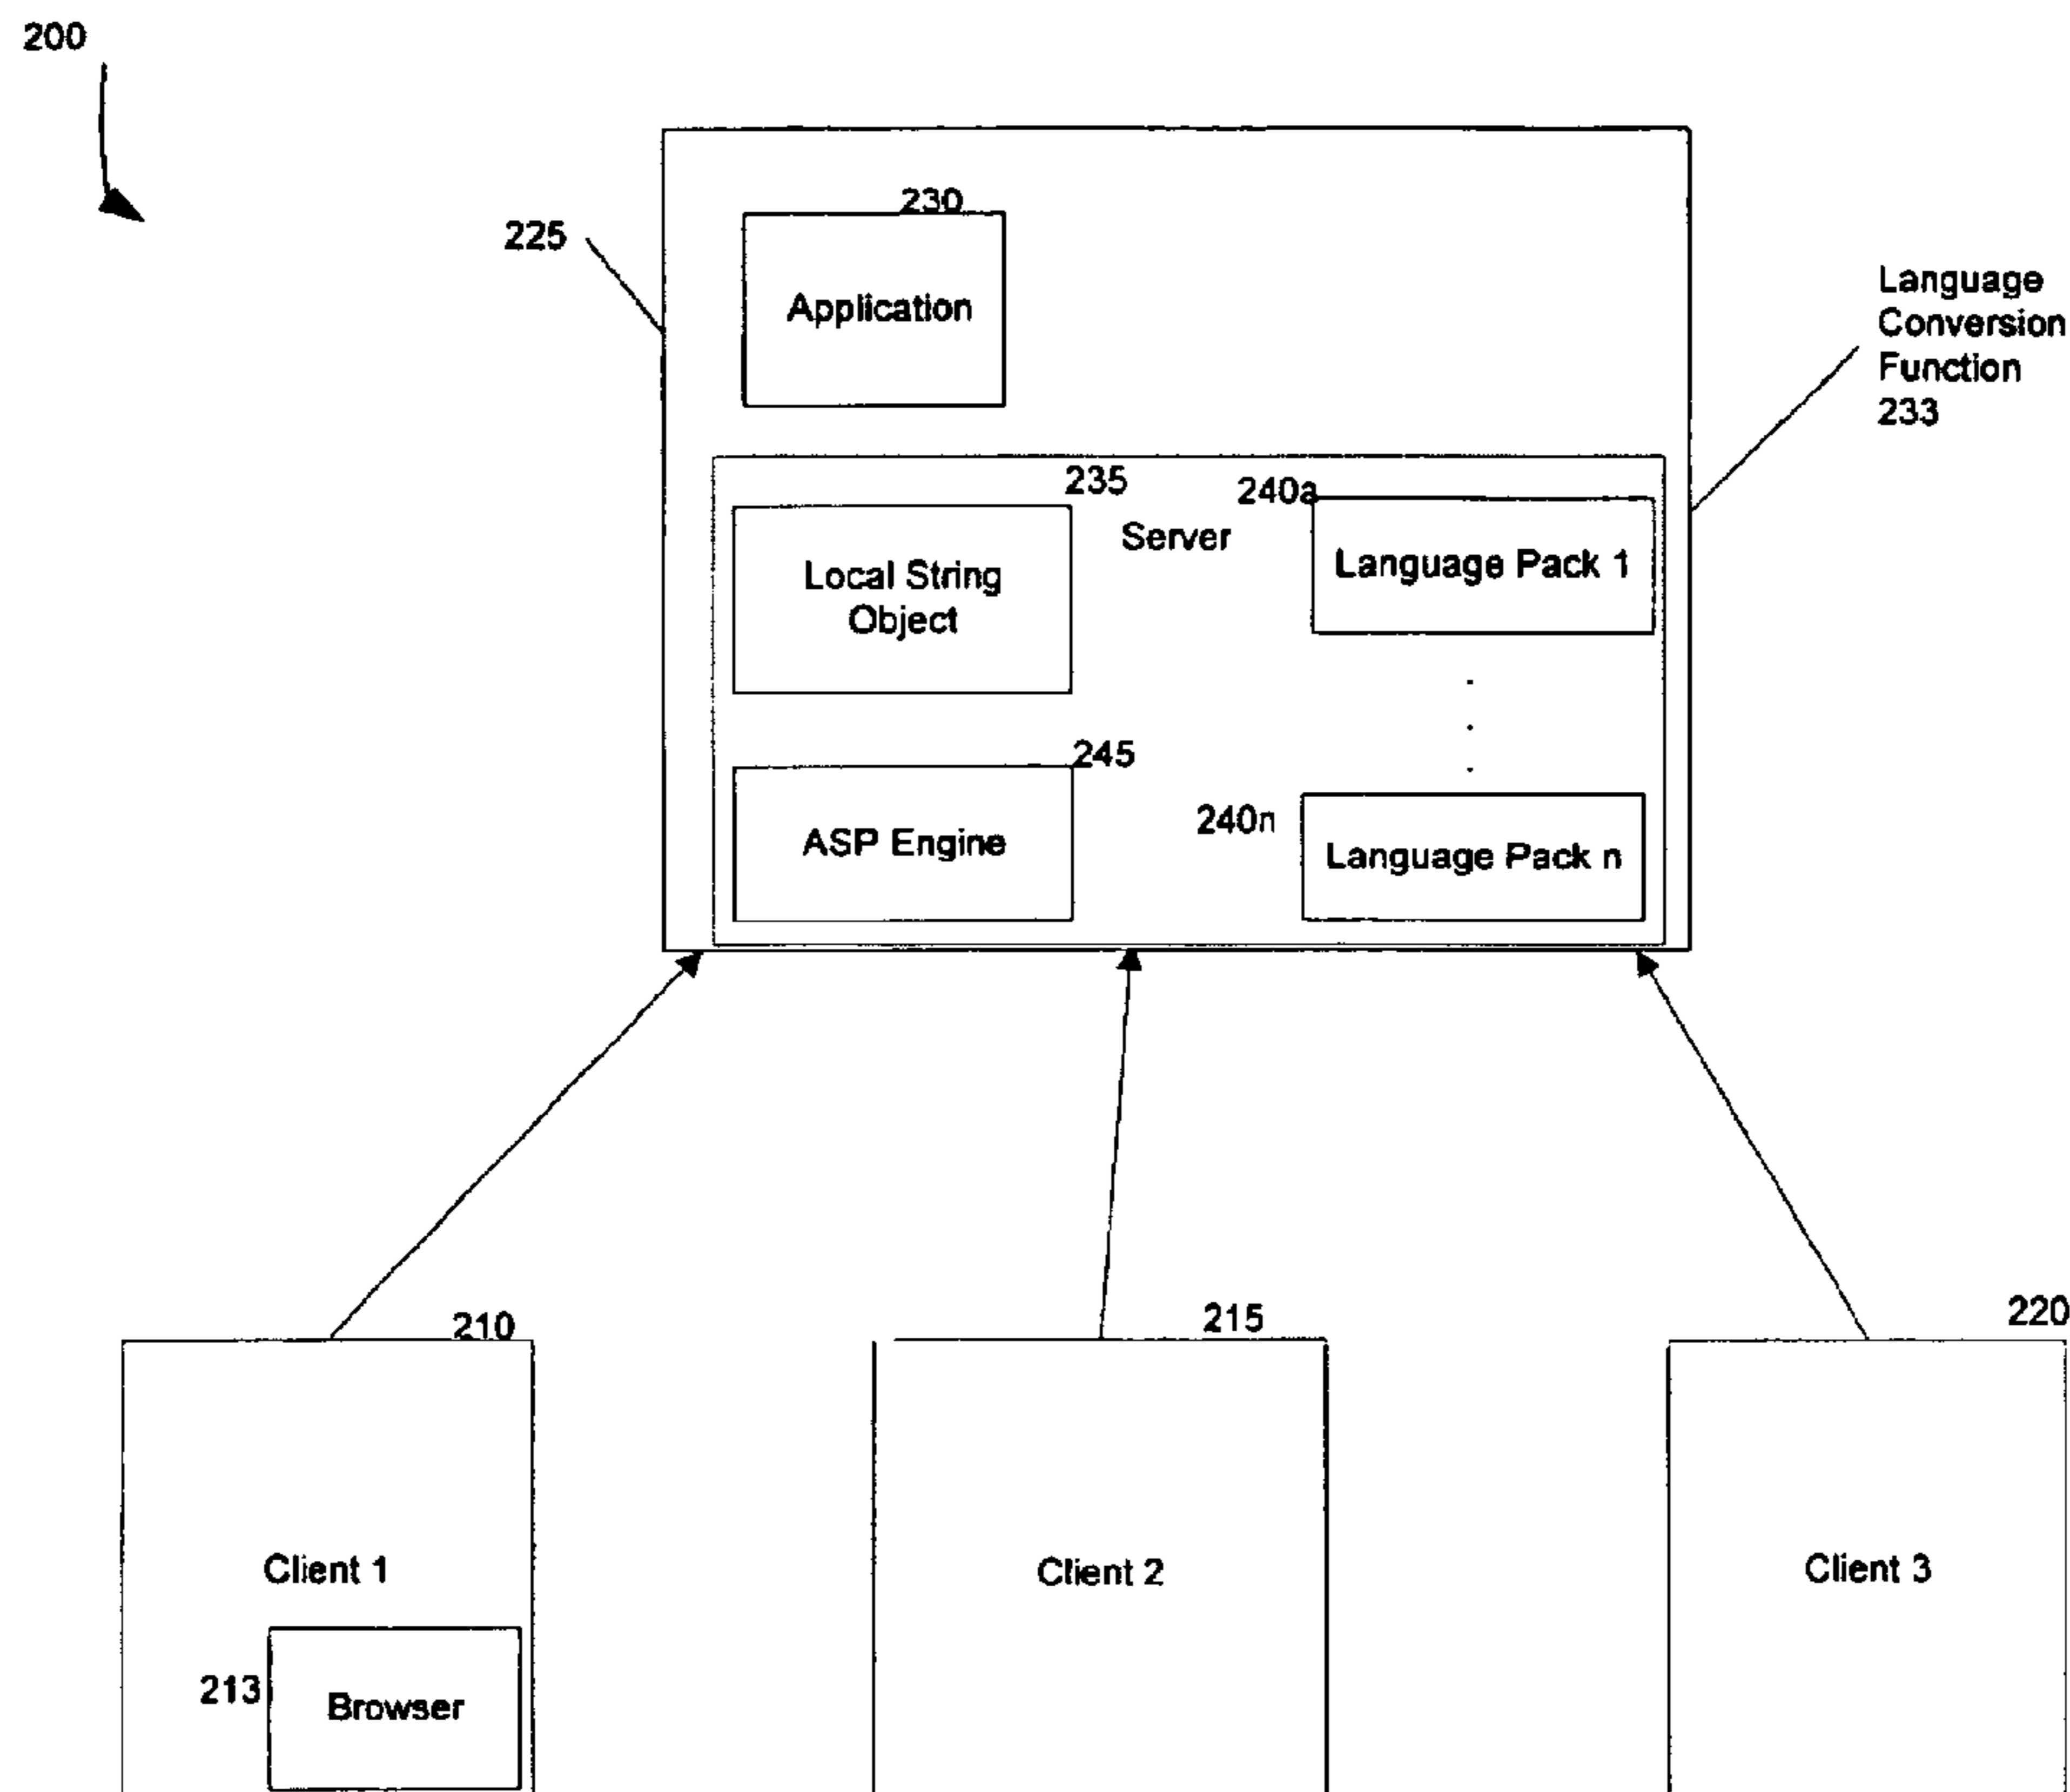 200
230
225
Application
Language
Conversion
Function
233
235
240a
Server
Local String
Object
Language Pack 1
.
.
.
245
240n
ASP Engine
Language Pack n
210
215
220
Client 1
Client 2
Client 3
213
Browser